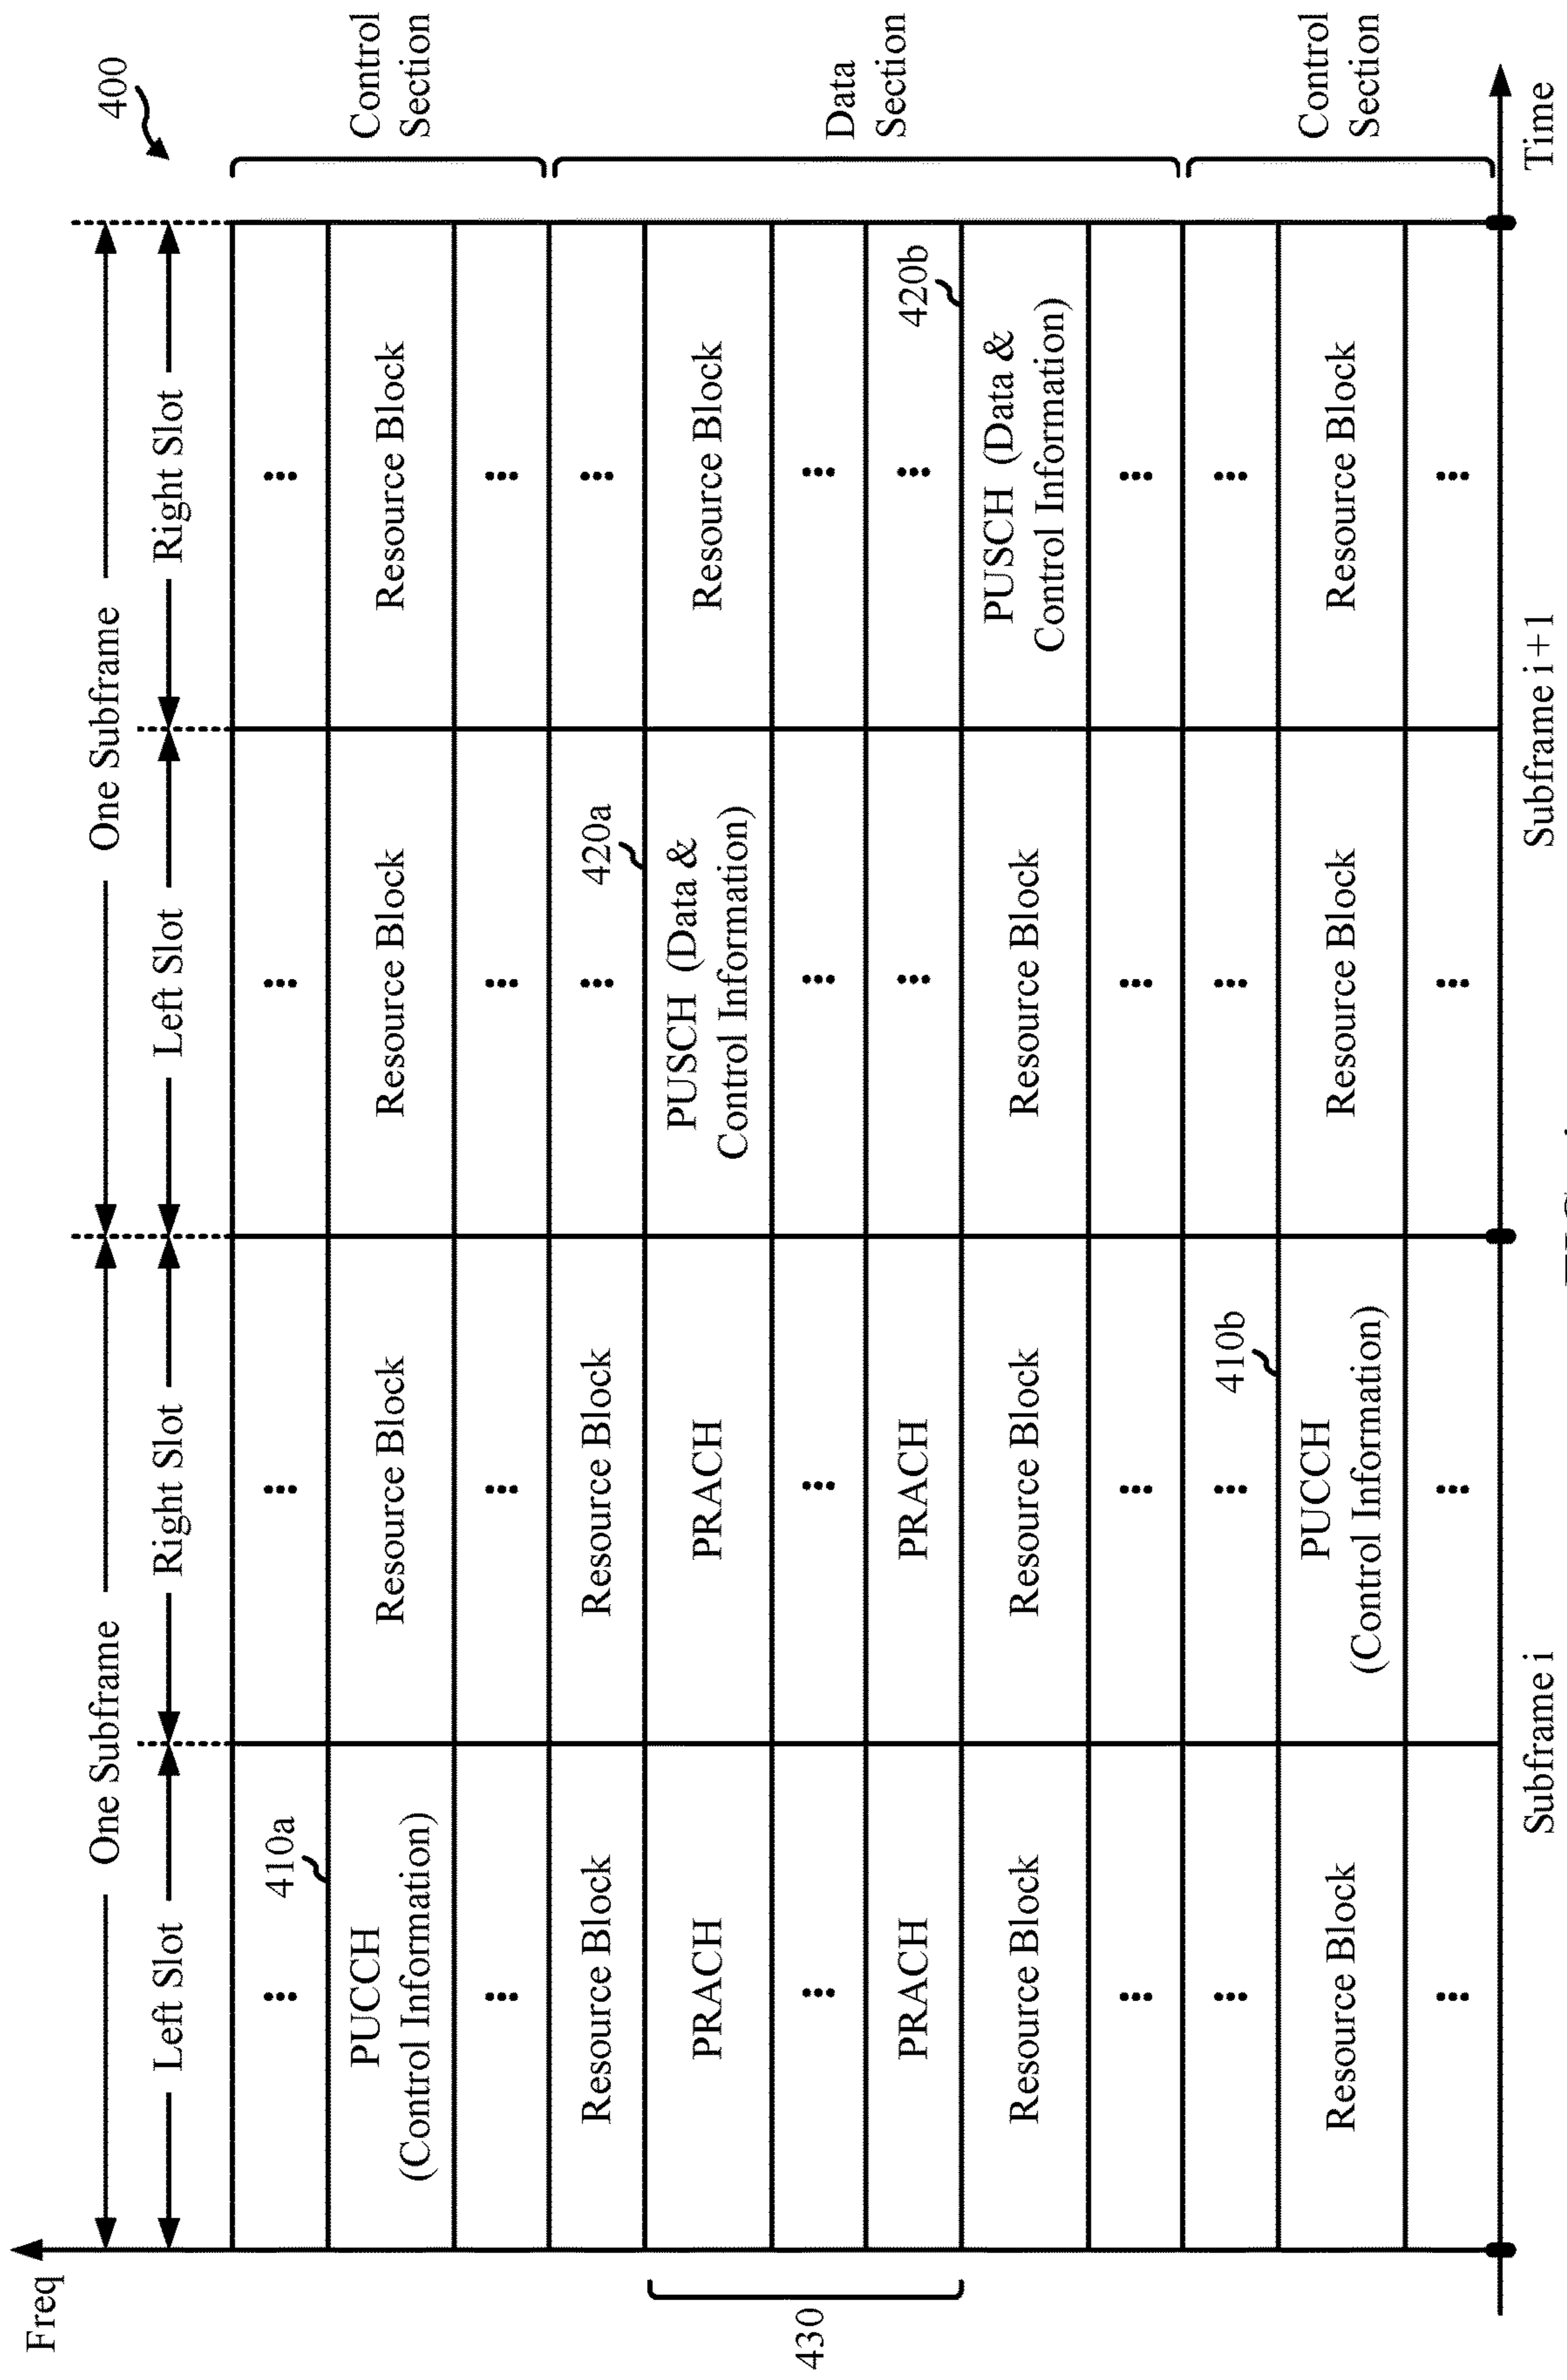 Freq
400
One Subframe
One Subframe
Left Slot
Right Slot
Left Slot
Right Slot
410a
PUCCH
(Control Information)
Resource Block
Resource Block
Resource Block
Control
Section
Resource Block
Resource Block
420a
430
PRACH
PRACH
PUSCH (Data &
Control Information)
Resource Block
Data
Section
PRACH
PRACH
420b
Resource Block
Resource Block
Resource Block
PUSCH (Data &
Control Information)
410b
Resource Block
PUCCH
(Control Information)
Resource Block
Resource Block
Control
Section
Subframe i
Subframe i+1
Time